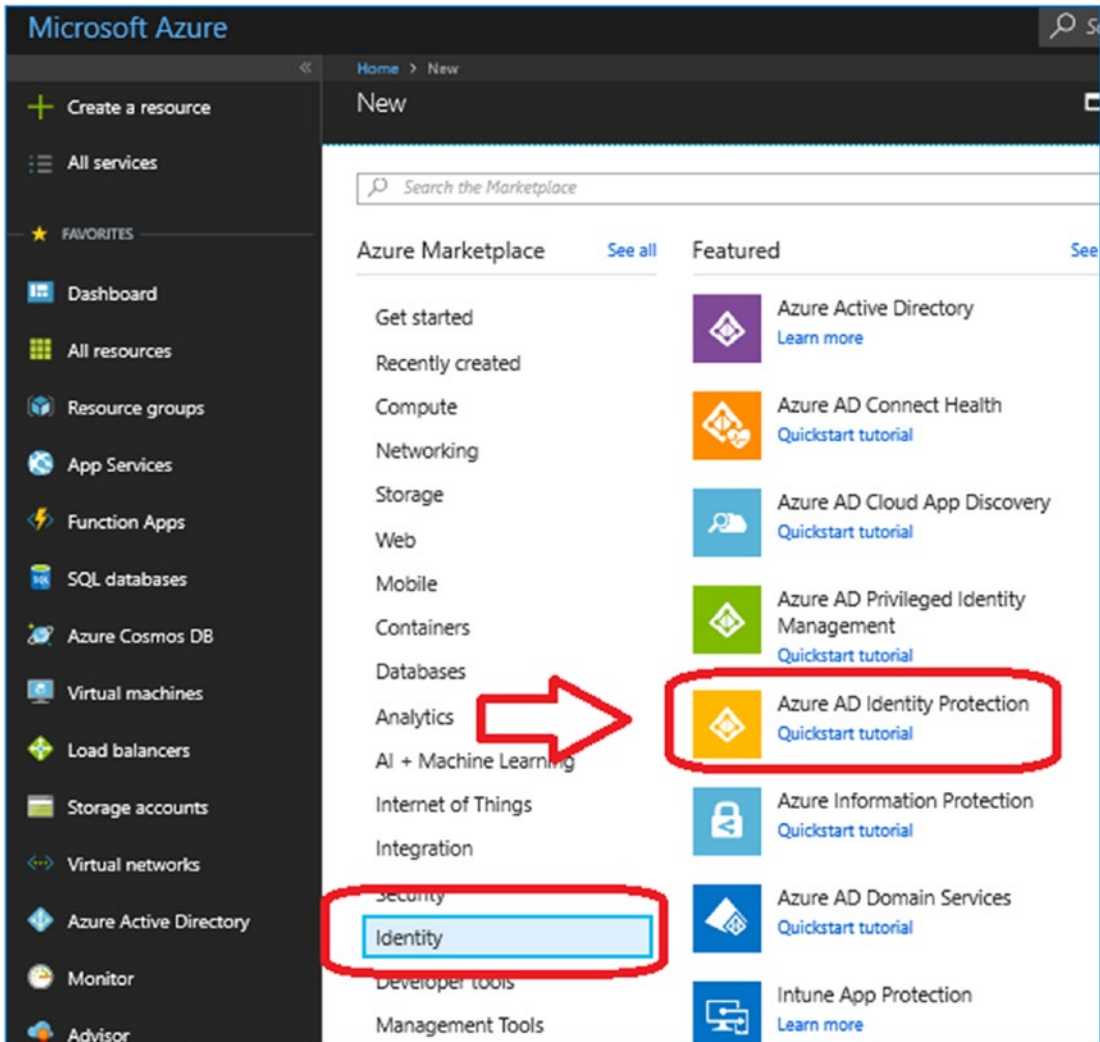 Microsoft Azure
Home > New
New
Create a resource
All services
FAVORITES
Dashboard
All resources
Resource groups
App Services
Function Apps
SQL databases
Azure Cosmos DB
Virtual machines
Load balancers
Storage accounts
Virtual networks
Azure Active Directory
Monitor
Advisor
Search the Marketplace
Azure Marketplace See all
Get started
Recently created
Compute
Networking
Storage
Web
Mobile
Containers
Databases
Analytics
AI + Machine Learning
Internet of Things
Integration
Security
Identity
Developer tools
Management Tools
Featured See
Azure Active Directory
Learn more
Azure AD Connect Health
Quickstart tutorial
Azure AD Cloud App Discovery
Quickstart tutorial
Azure AD Privileged Identity
Management
Quickstart tutorial
Azure AD Identity Protection
Quickstart tutorial
Azure Information Protection
Quickstart tutorial
Azure AD Domain Services
Quickstart tutorial
Intune App Protection
Learn more